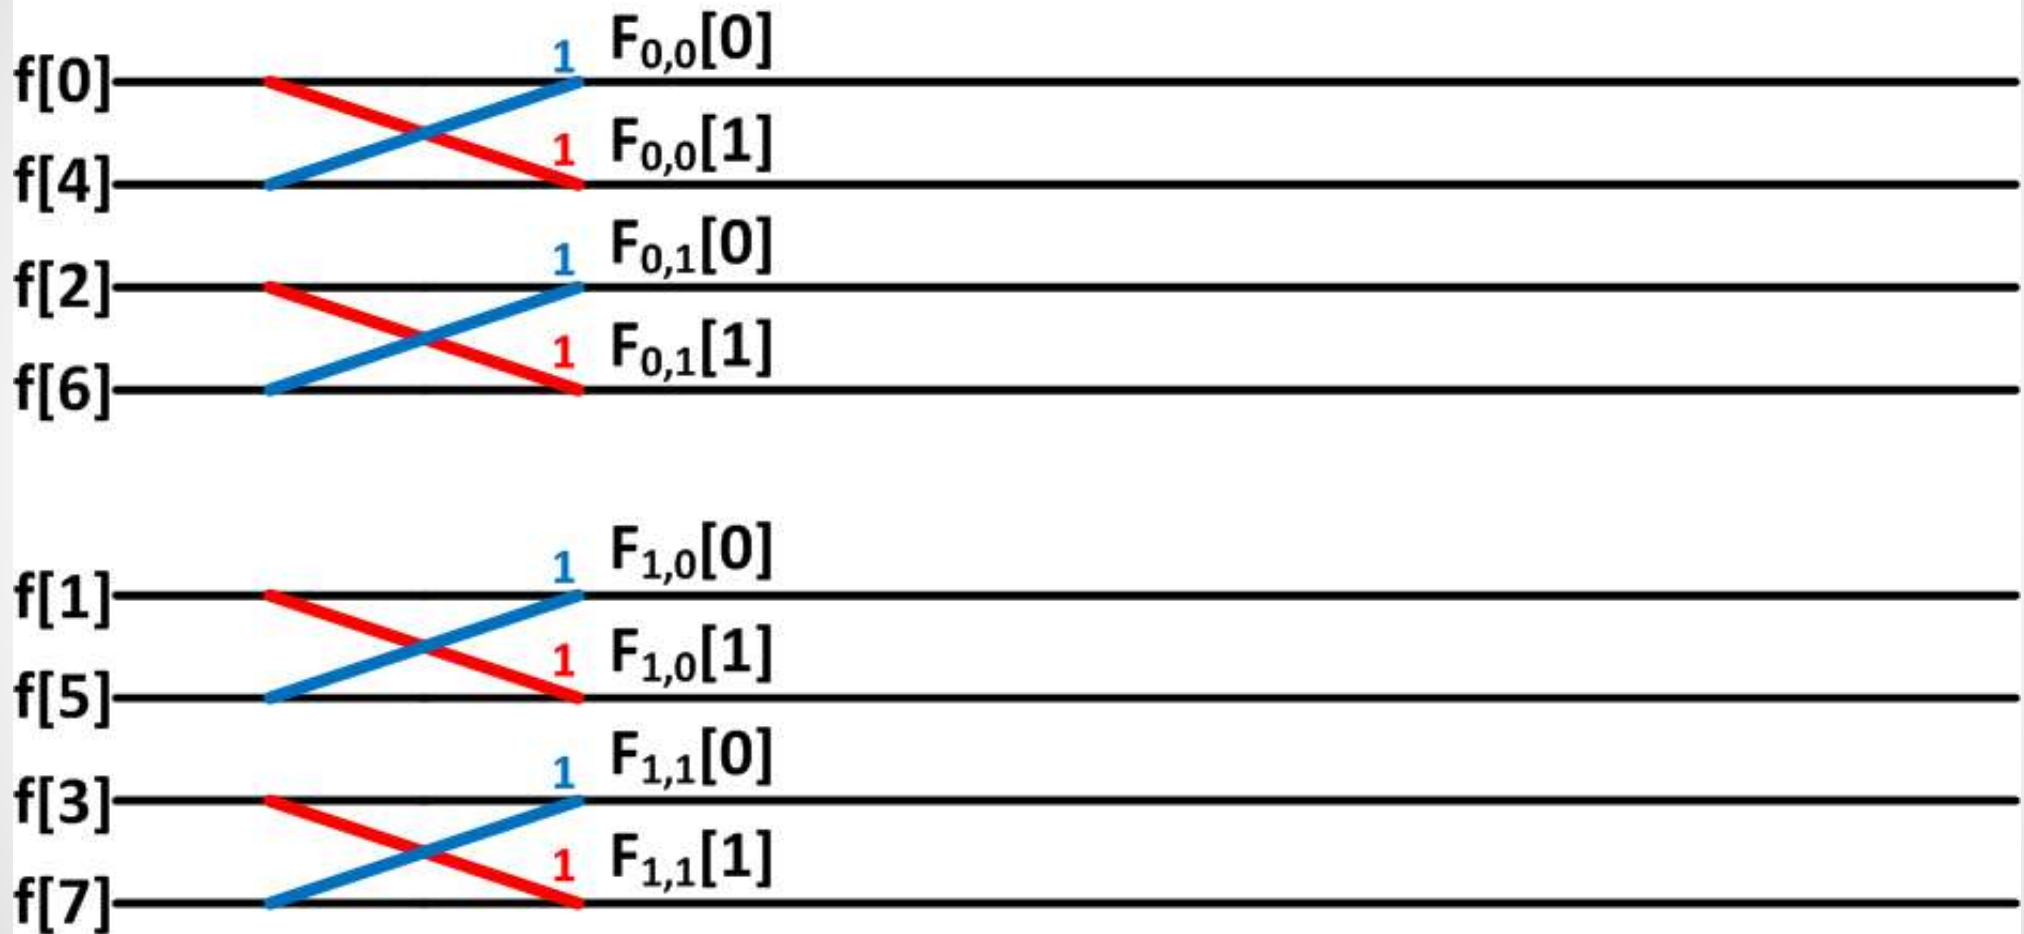 1 F0,0[0]
f[0]
1 F0,0[1]
f[4]
1 F0,1[0]
f[2]
1 F0,1[1]
f[6]
1 F1,0[0]
f[1]
1 F1,0[1]
f[5]
1 F1,1[0]
f[3]
1 F1,1[1]
f[7]